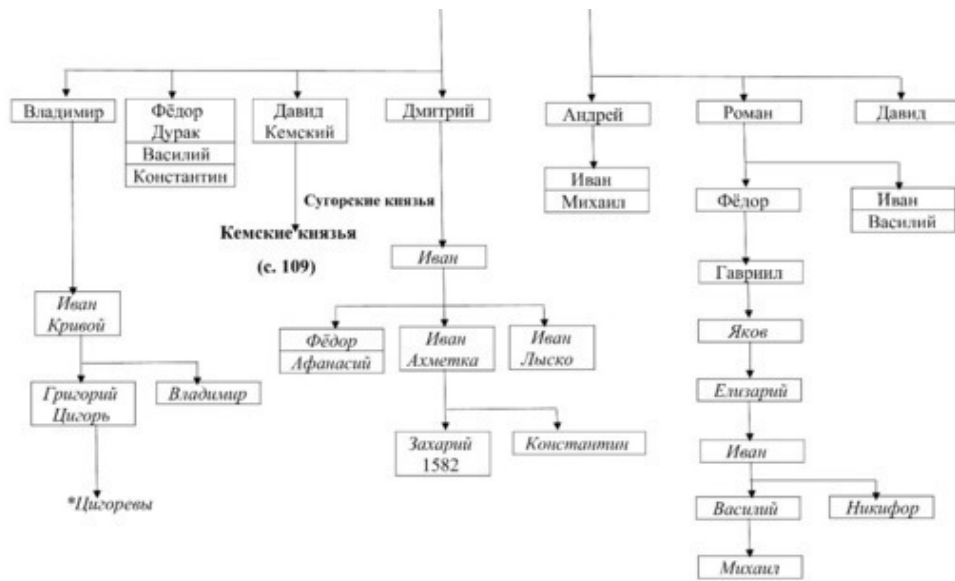 Владимир
Фёдор
Дурак
Василий
Константин
Давид
Кемский
Дмитрий
Андрей
Роман
Давид
Иван
Михаил
Суторские князья
Фёдор
Иван
Василий
Кемские князья
(с. 109)
Иван
Гавриил
Иван
Кривой
Фёдор
Афанасий
Иван
Ахметка
Иван
Лыско
Яков
Григорий
Цигорь
Владимир
Елизарий
Захарий
1582
Константин
Иван
*Цигоревы
Василий
Никифор
Михаил